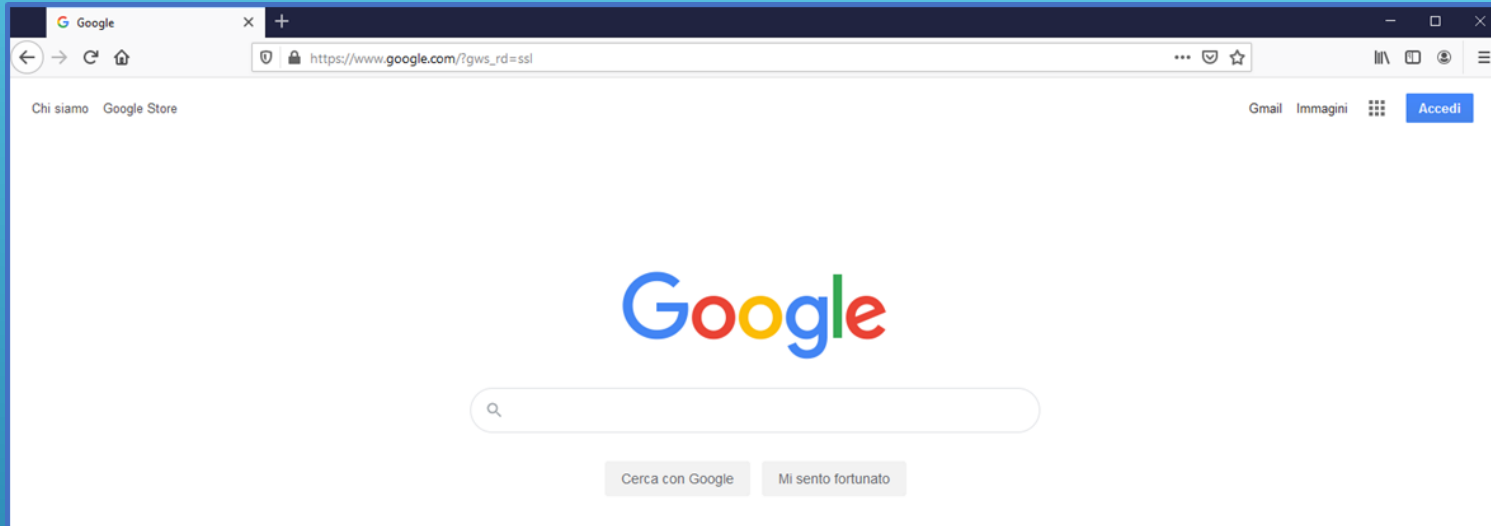 Google
https://www.google.com/?gws_rd=ssl
Chi siamo Google Store Gmail Immagini Accedi
Google
Cerca con Google Mi sento fortunato